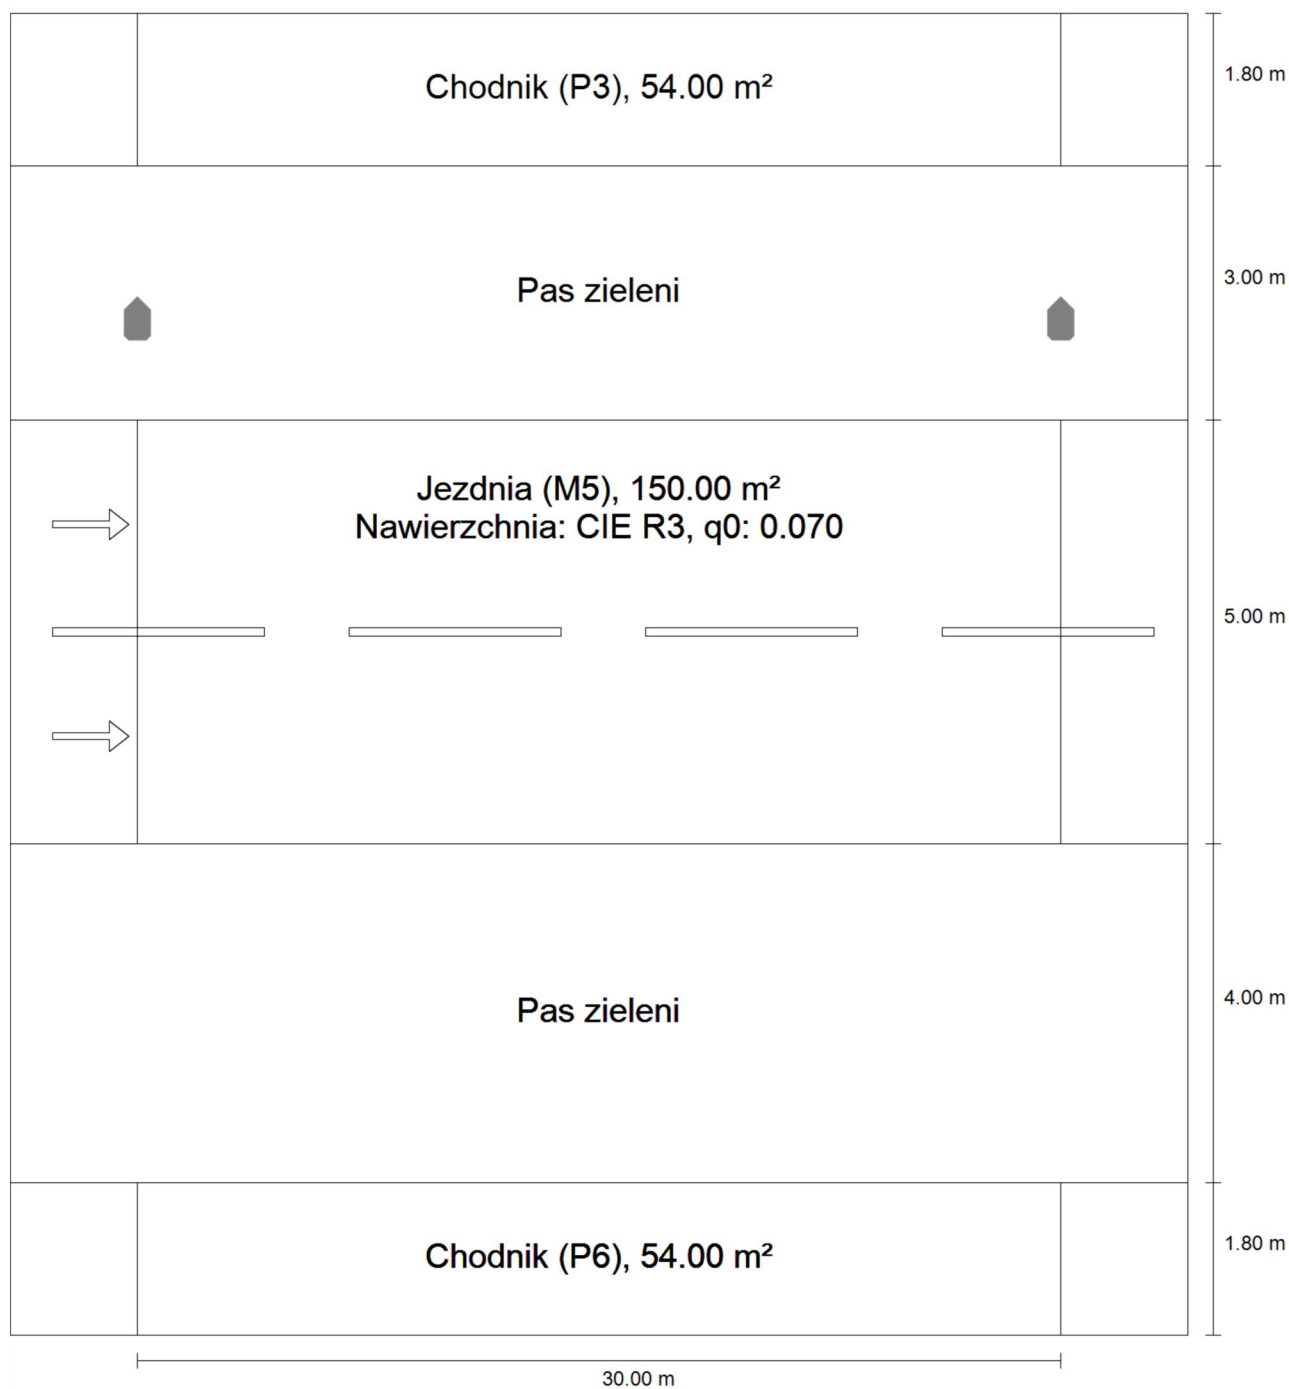 Chodnik (P3), 54.00 m²
1.80 m
Pas zieleni
3.00 m
Jezdnia (M5), 150.00 m²
Nawierzchnia: CIE R3, q0: 0.070
5.00 m
Pas zieleni
4.00 m
Chodnik (P6), 54.00 m²
1.80 m
30.00 m